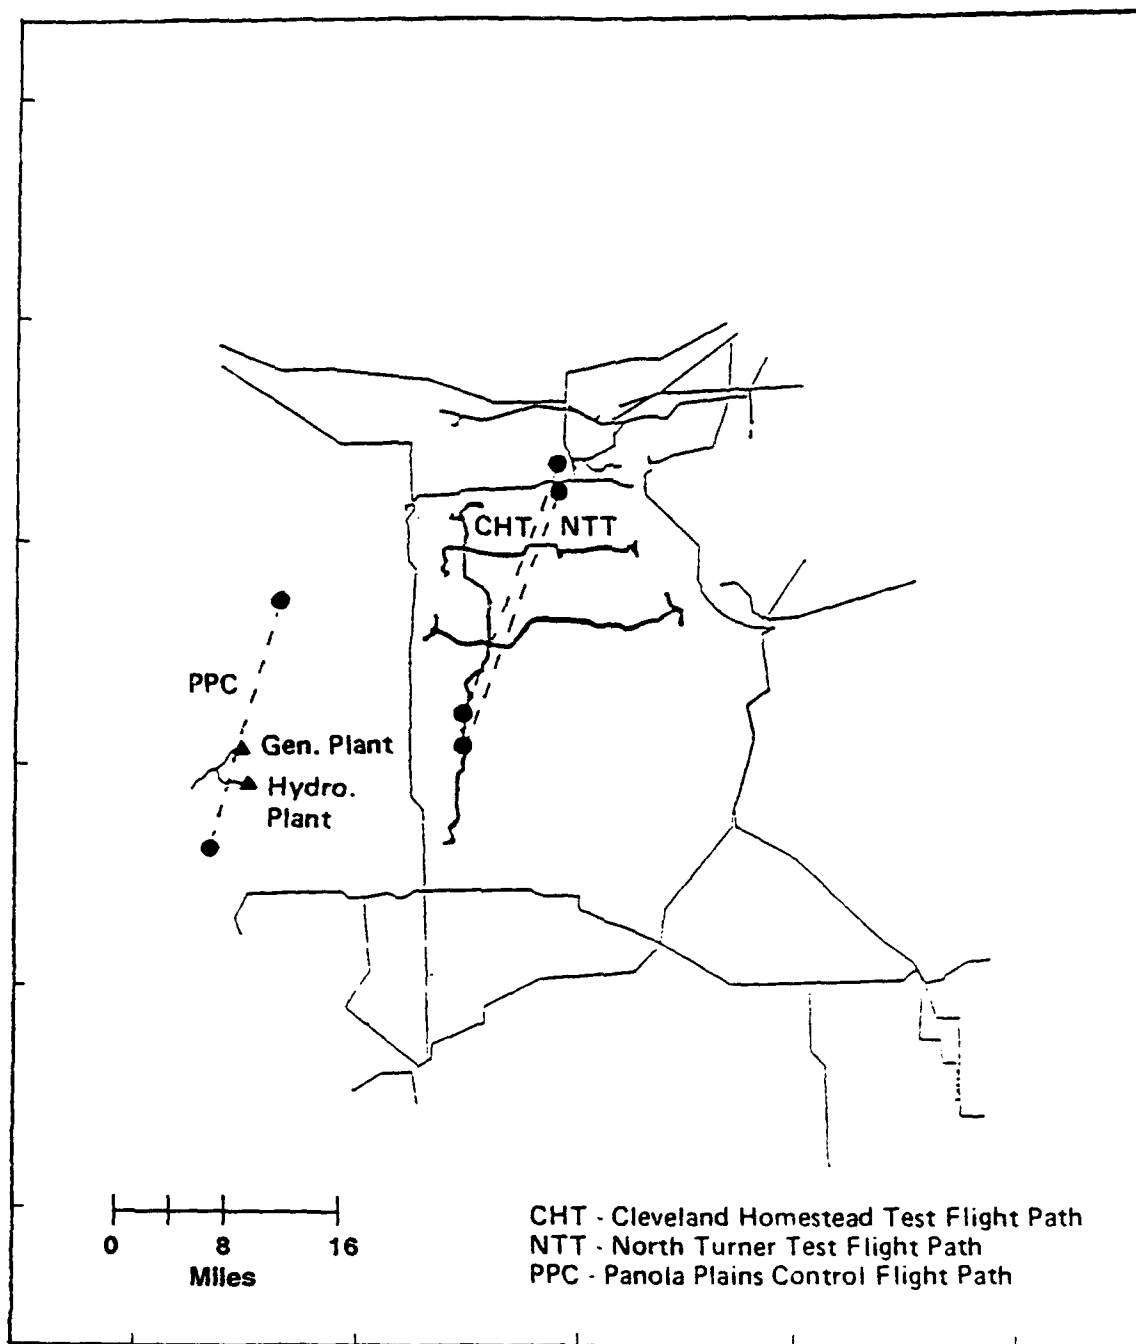 CHT NTT
PPC
Gen. Plant
Hydro.
Plant
0 8 16
Miles
CHT - Cleveland Homestead Test Flight Path
NTT - North Turner Test Flight Path
PPC - Panola Plains Control Flight Path